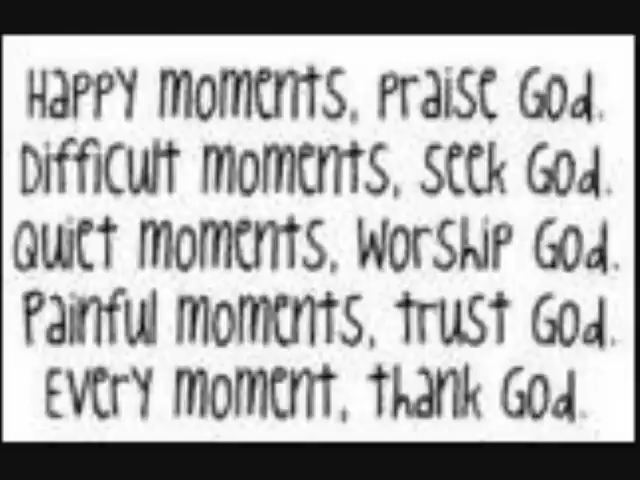 Happy moments, praise God.
Difficult moments, seek God.
Quiet moments, worship God.
Painful moments, trust God.
Every moment, thank God.